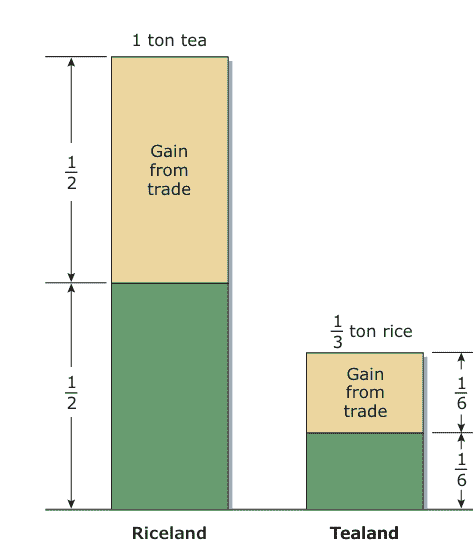 1 ton tea
Gain
from
trade
1/2
1/2
1/3 ton rice
Gain
from
trade
1/6
1/6
Riceland
Tealand